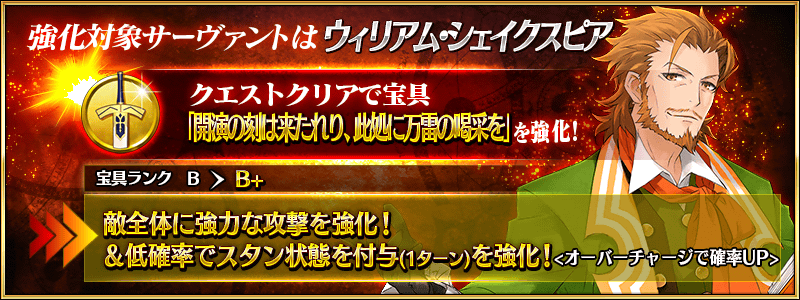 強化対象サーヴァントは ウィリアム・シェイクスピア
クエストクリアで宝具
「開演の刻は来たれり、此処に万雷の喝采を」を強化!
宝具ランク B > B+
敵全体に強力な攻撃を強化!
&低確率でスタン状態を付与(1ターン)を強化!<オーバーチャージで確率UP>